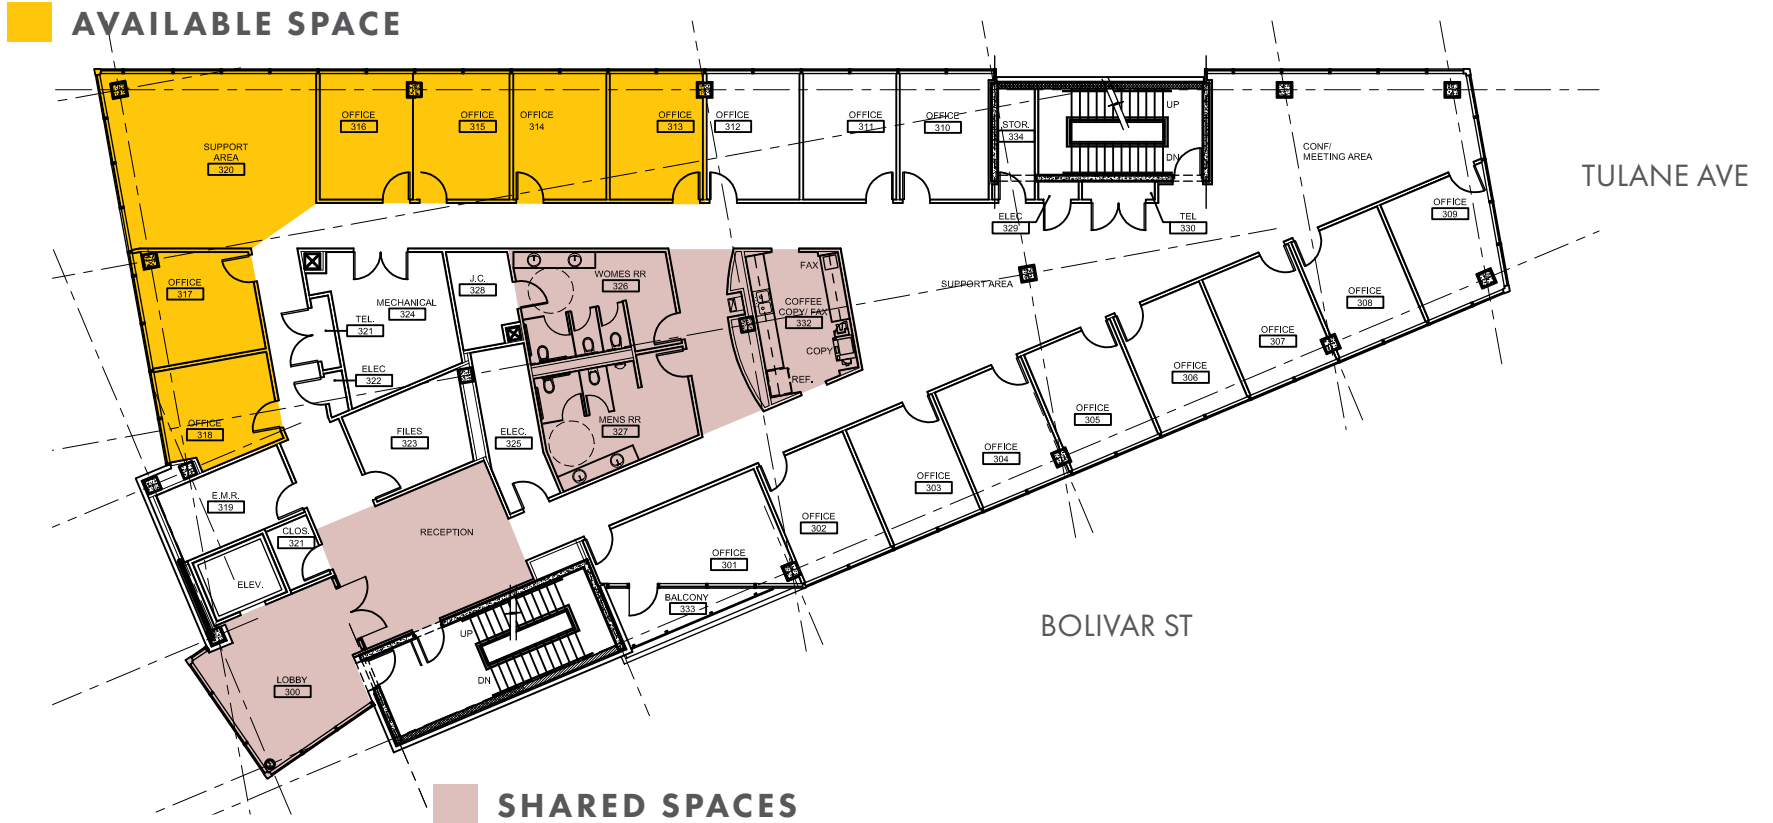 AVAILABLE SPACE
OFFICE
316
OFFICE
315
OFFICE
314
OFFICE
313
OFFICE
312
OFFICE
311
OFFICE
310
STOR.
334
UP
DN
CONF/
MEETING AREA
TULANE AVE
SUPPORT
AREA
320
ELEC
329
TEL
330
OFFICE
309
OFFICE
317
MECHANICAL
324
J.C.
328
WOMES RR
326
FAX
COFFEE
COPY/ FAX
332
COPY
REF.
SUPPORT AREA
OFFICE
308
TEL.
321
ELEC
322
OFFICE
307
OFFICE
306
OFFICE
305
OFFICE
318
FILES
323
ELEC.
325
MENS RR
327
OFFICE
304
OFFICE
303
E.M.R.
319
CLOS.
321
RECEPTION
OFFICE
302
OFFICE
301
ELEV.
BALCONY
333
UP
DN
BOLIVAR ST
LOBBY
300
SHARED SPACES